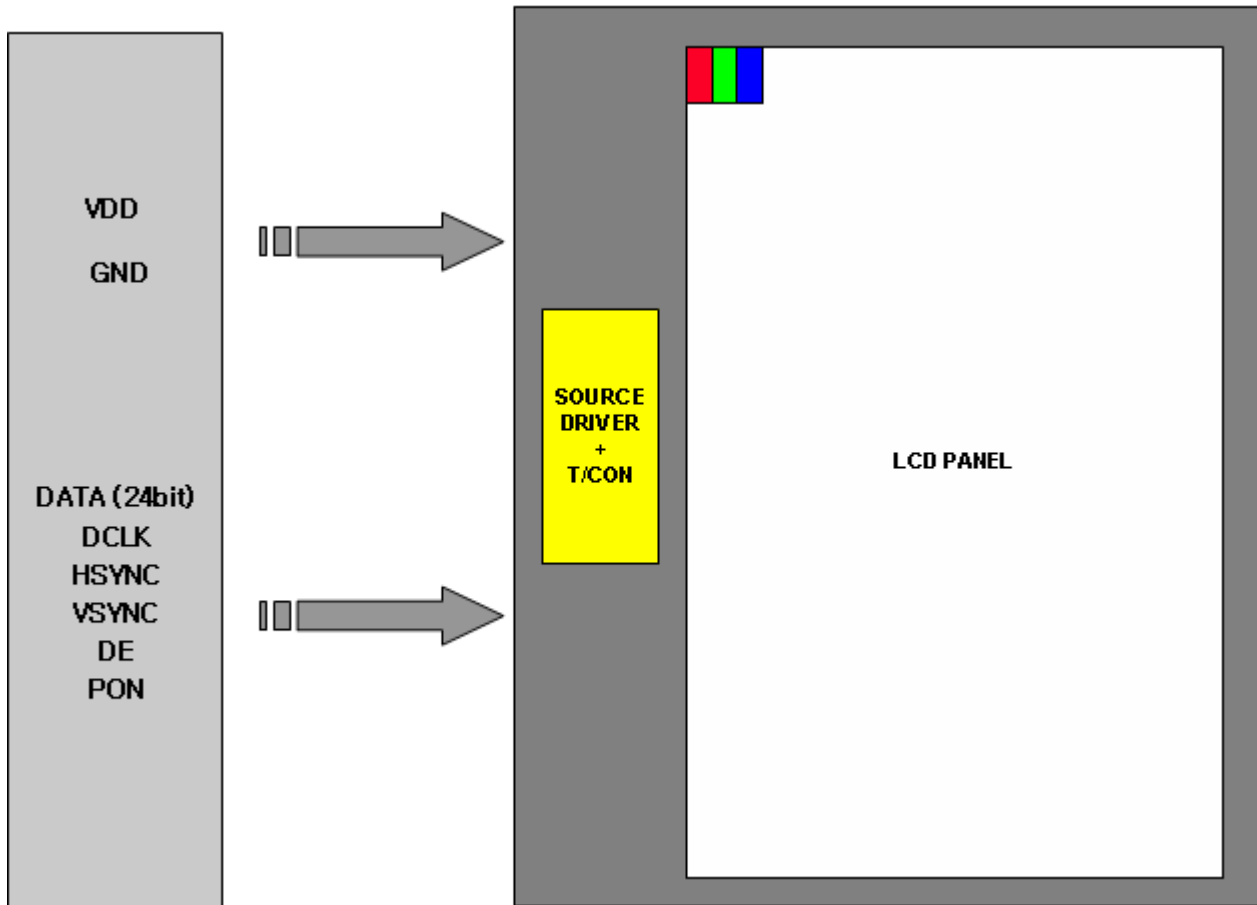 VDD
GND
DATA (24bit)
DCLK
HSYNC
VSYNC
DE
PON
SOURCE
DRIVER
+
T/CON
LCD PANEL